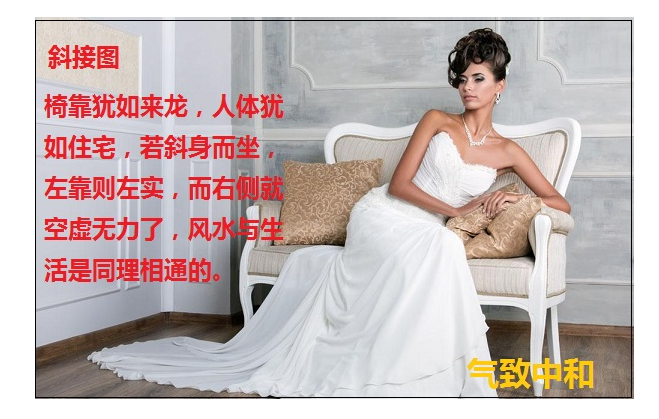 斜接图
椅靠犹如来龙，人体犹
如住宅，若斜身而坐，
左靠则左实，而右侧就
空虚无力了，风水与生
活是同理相通的。
气致中和